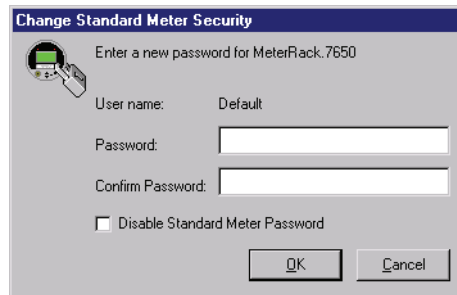 Change Standard Meter Security
Enter a new password for MeterRack.7650
User name: Default
Password:
Confirm Password:
Disable Standard Meter Password
OK Cancel